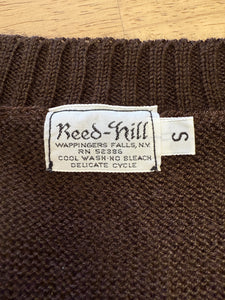 Reed-Hill
WAPPINGERS FALLS, N.Y.
RN 52386
COOL WASH·NO BLEACH
DELICATE CYCLE
S